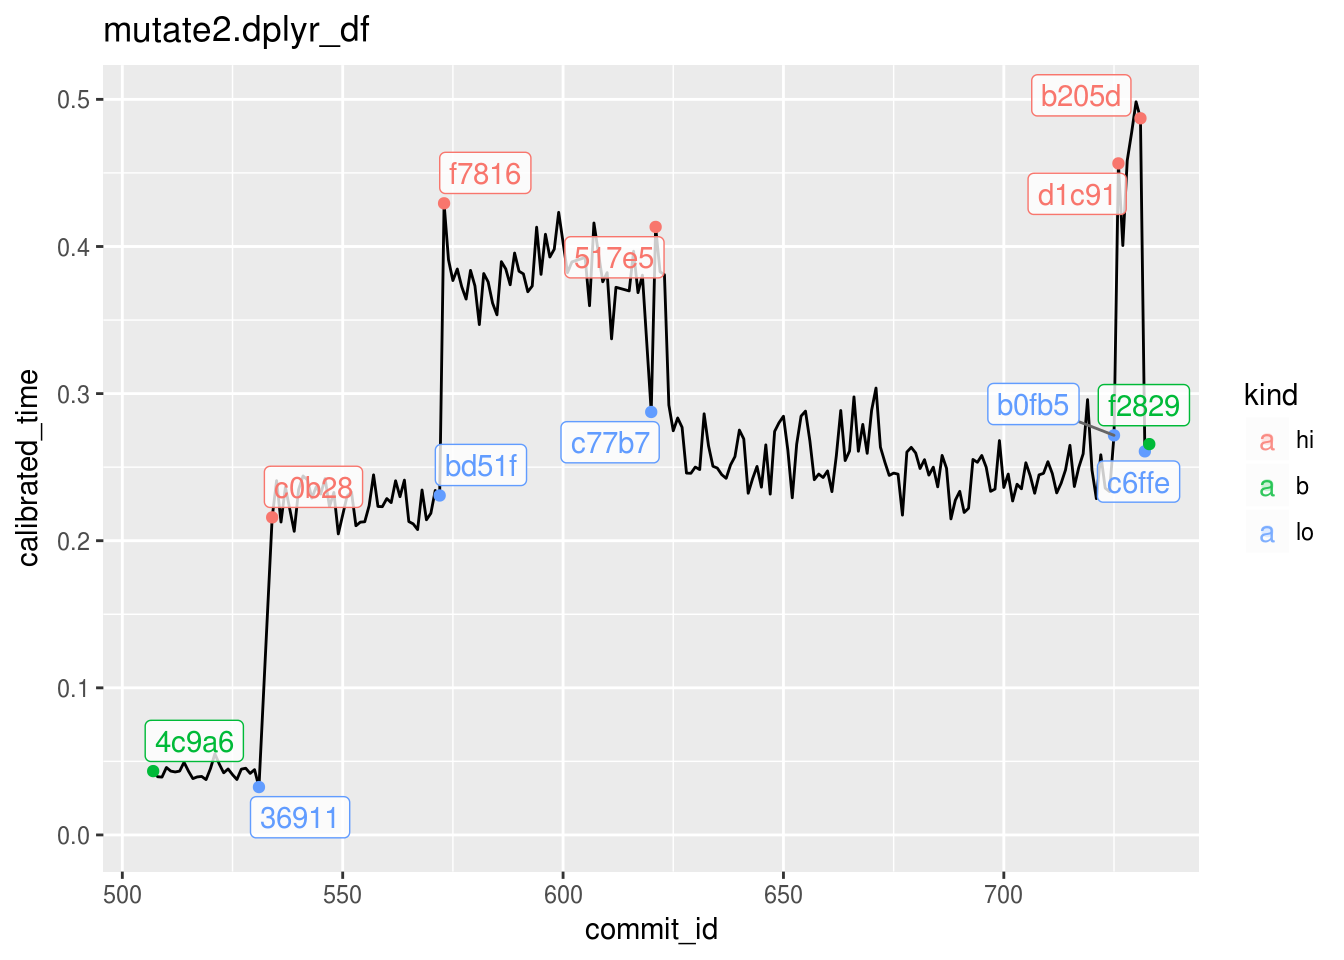 mutate2.dplyr_df
calibrated_time
0.5
0.4
0.3
0.2
0.1
0.0
b205d
f7816
d1c91
517e5
b0fb5
f2829
c77b7
bd51f
c0b28
c6ffe
4c9a6
36911
500 550 600 650 700
commit_id
kind
a hi
a b
a lo